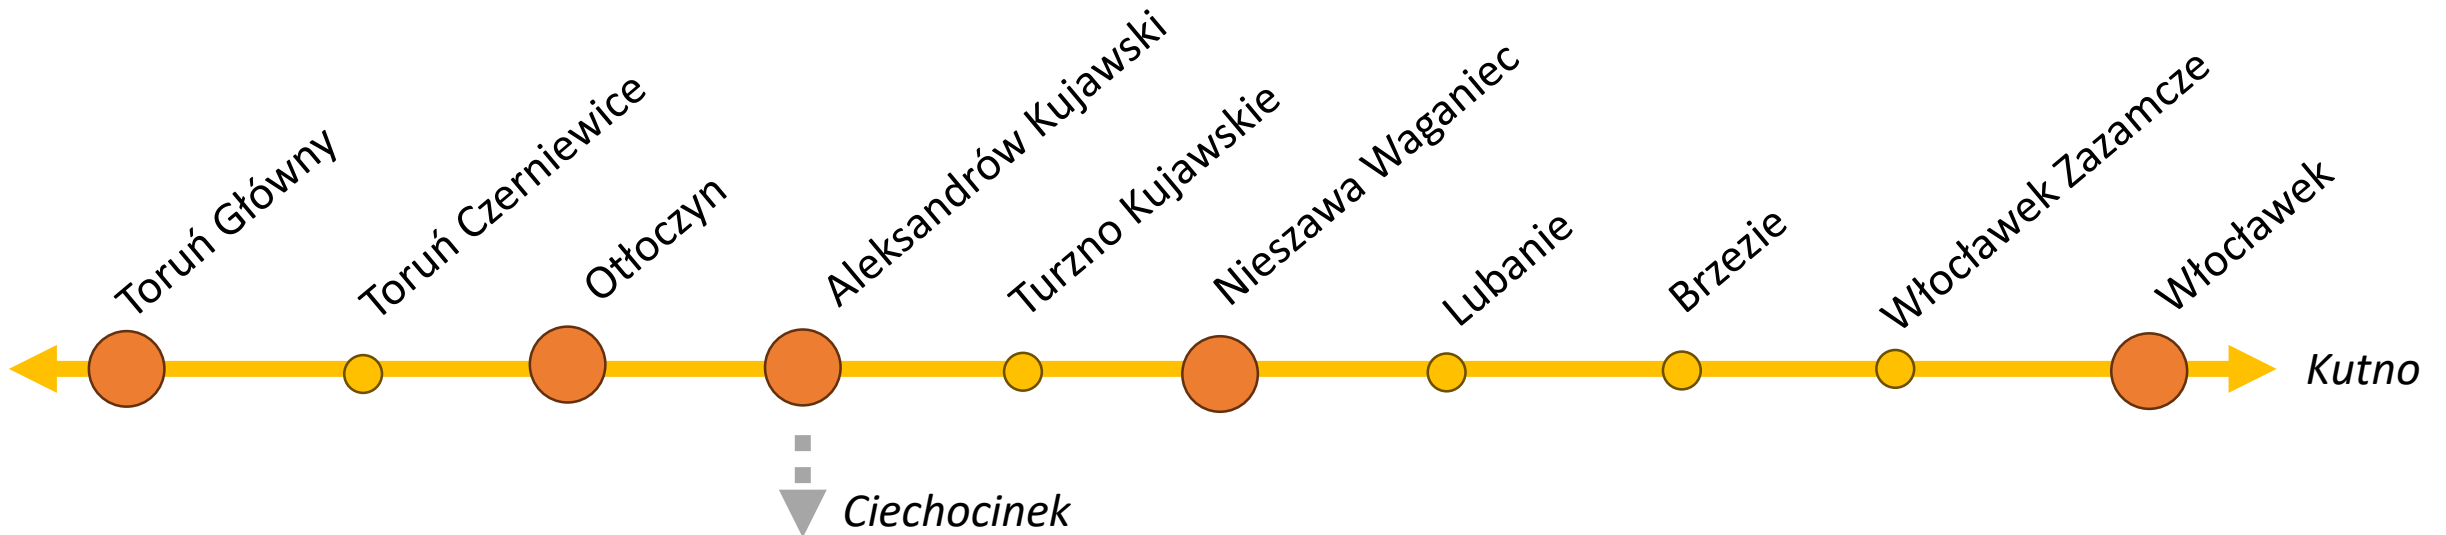 Toruń Główny
Toruń Czerniewice
Otłoczyn
Aleksandrów Kujawski
Turzno Kujawskie
Nieszawa Waganiec
Lubanie
Brzezie
Włocławek Zazamcze
Włocławek
Kutno
Ciechocinek